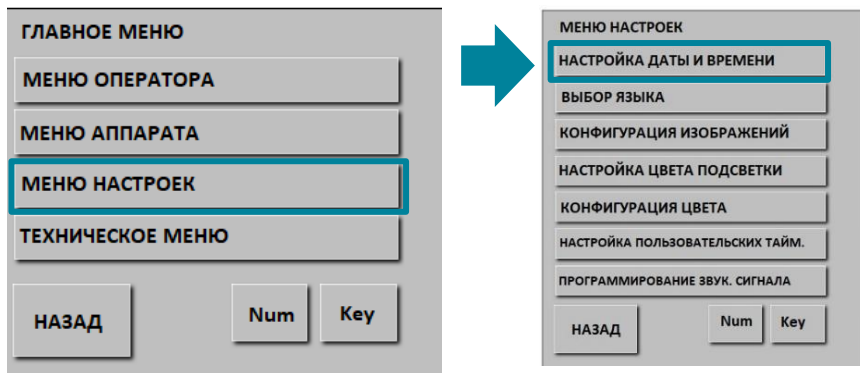 ГЛАВНОЕ МЕНЮ
МЕНЮ ОПЕРАТОРА
МЕНЮ АППАРАТА
МЕНЮ НАСТРОЕК
ТЕХНИЧЕСКОЕ МЕНЮ
НАЗАД
Num
Key
МЕНЮ НАСТРОЕК
НАСТРОЙКА ДАТЫ И ВРЕМЕНИ
ВЫБОР ЯЗЫКА
КОНФИГУРАЦИЯ ИЗОБРАЖЕНИЙ
НАСТРОЙКА ЦВЕТА ПОДСВЕТКИ
КОНФИГУРАЦИЯ ЦВЕТА
НАСТРОЙКА ПОЛЬЗОВАТЕЛЬСКИХ ТАЙМ.
ПРОГРАММИРОВАНИЕ ЗВУК. СИГНАЛА
НАЗАД
Num
Key